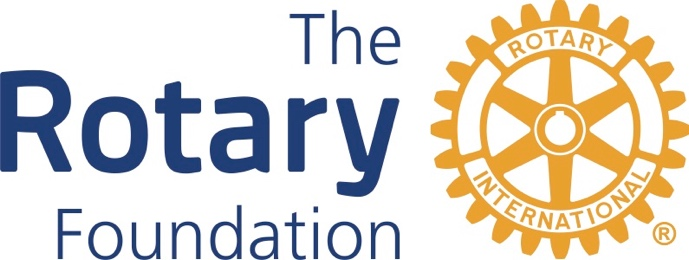 The
Rotary
Foundation
ROTARY
INTERNATIONAL
®